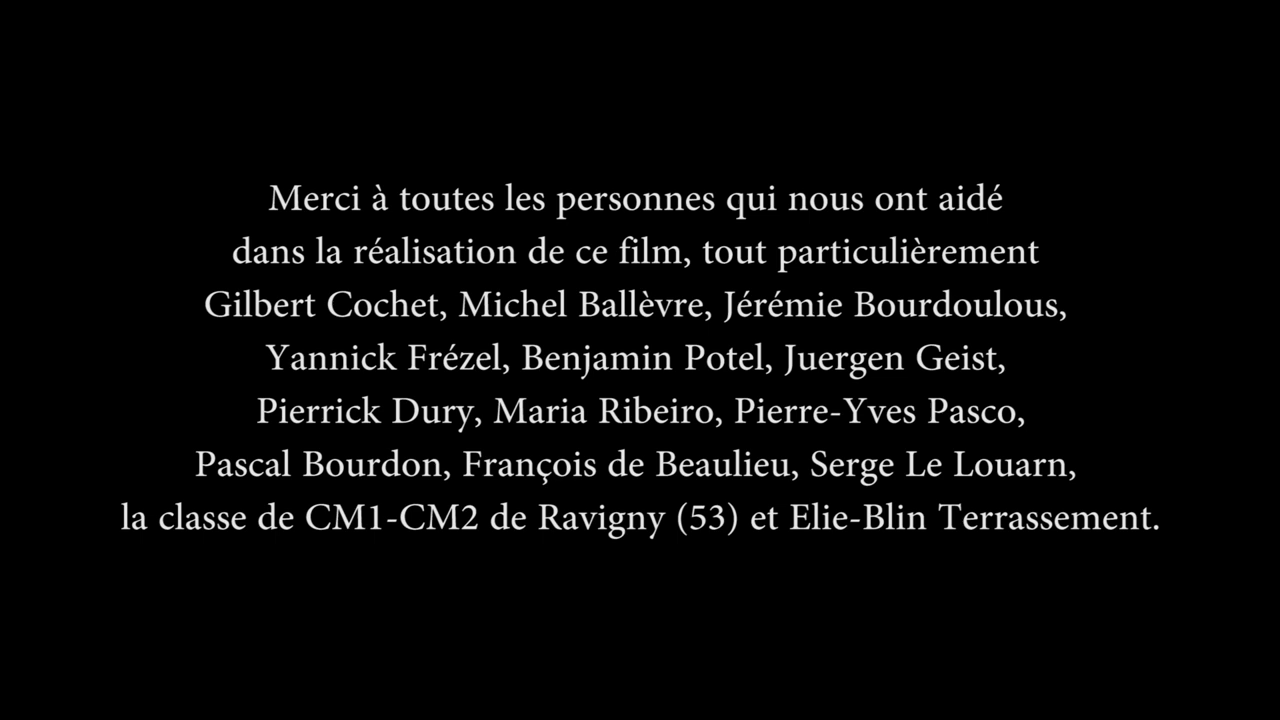 Merci à toutes les personnes qui nous ont aidé
dans la réalisation de ce film, tout particulièrement
Gilbert Cochet, Michel Ballèvre, Jérémie Bourdoulous,
Yannick Frézel, Benjamin Potel, Juergen Geist,
Pierrick Dury, Maria Ribeiro, Pierre-Yves Pasco,
Pascal Bourdon, François de Beaulieu, Serge Le Louarn,
la classe de CM1-CM2 de Ravigny (53) et Elie-Blin Terrassement.